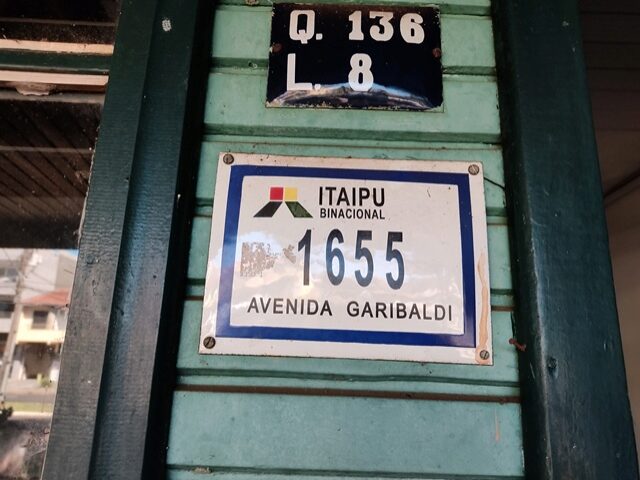 Q. 136
L. 8
ITAIPU
BINACIONAL
1655
AVENIDA GARIBALDI